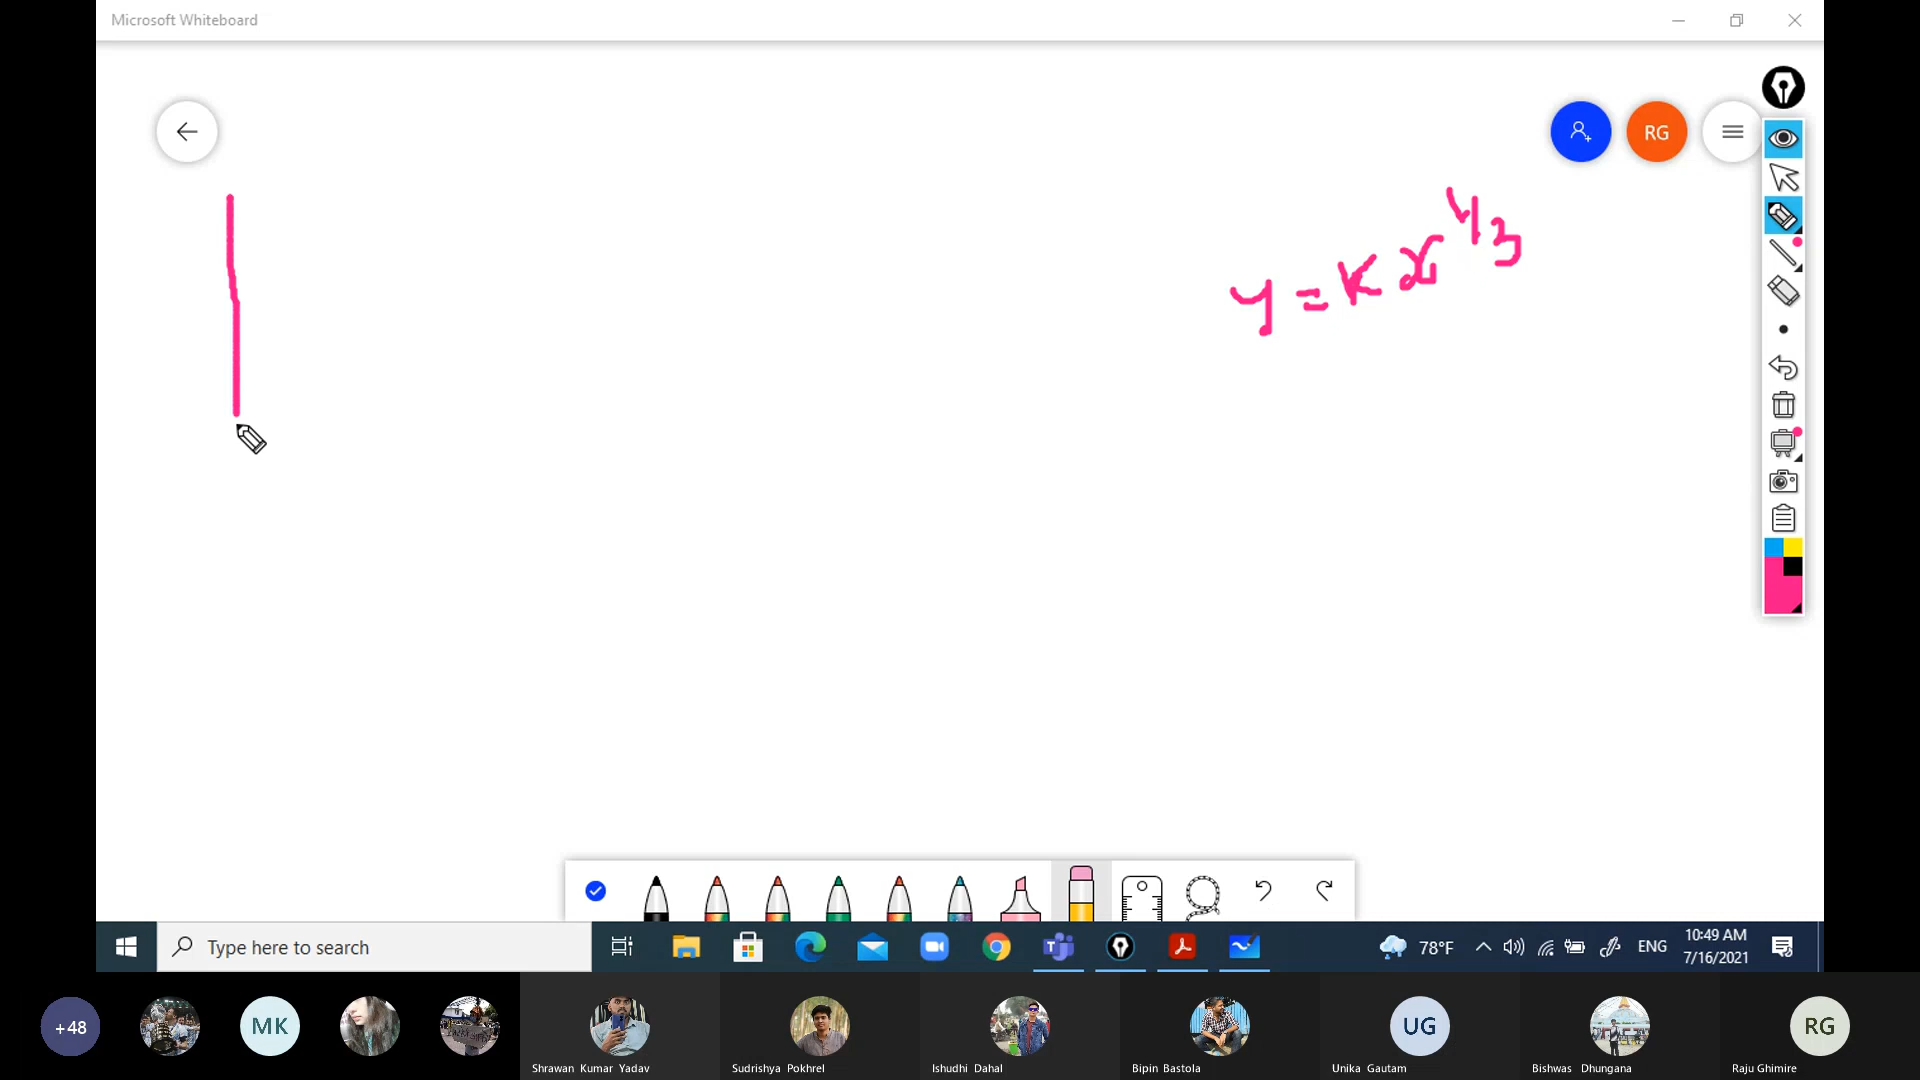 Microsoft Whiteboard
RG
y = k x^{1/3}
Type here to search
78°F
ENG
10:49 AM
7/16/2021
+48
MK
UG
RG
Shrawan Kumar Yadav
Sudrishya Pokhrel
Ishudhi Dahal
Bipin Bastola
Unika Gautam
Bishwas Dhungana
Raju Ghimire